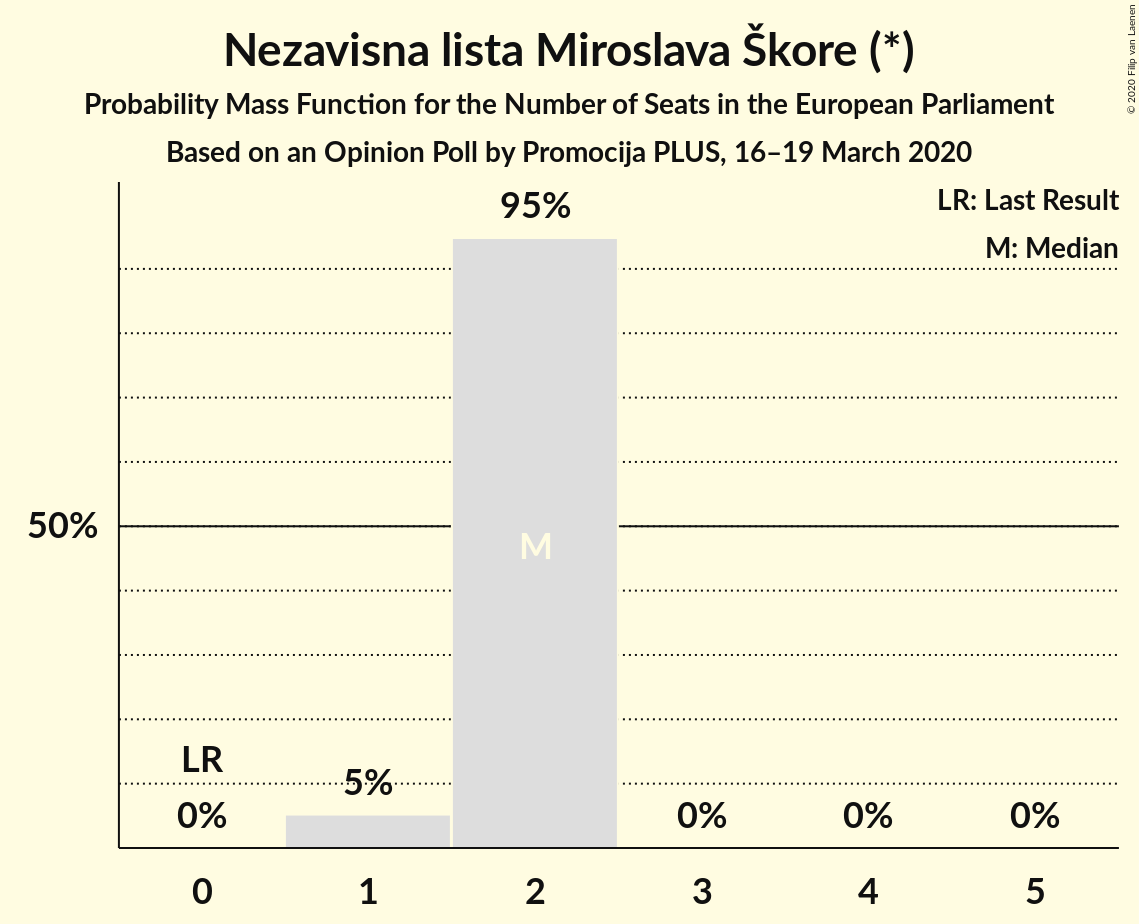 Nezavisna lista Miroslava Škore (*)
Probability Mass Function for the Number of Seats in the European Parliament
Based on an Opinion Poll by Promocija PLUS, 16–19 March 2020
© 2020 Filip van Laenen
LR: Last Result
M: Median
95%
50%
M
LR
5%
0%
0%
0%
0%
0
1
2
3
4
5